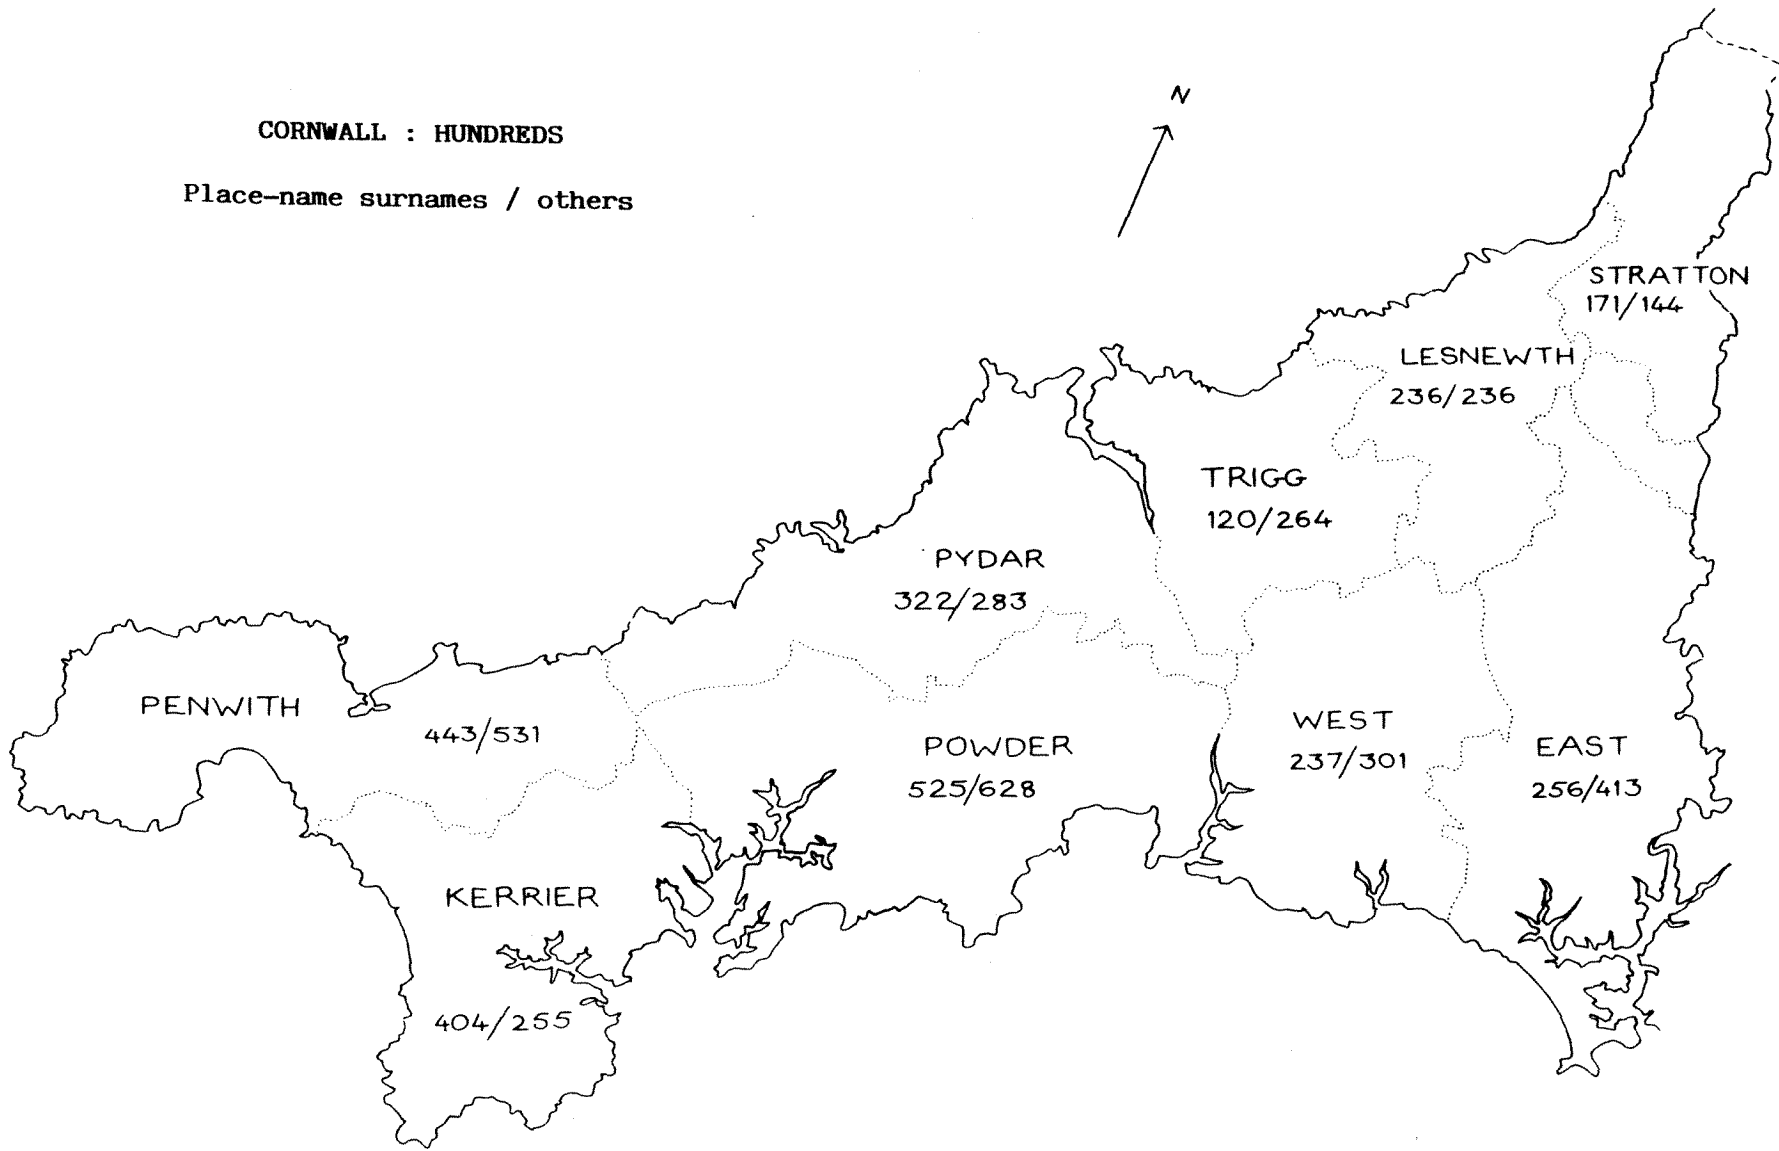 CORNWALL : HUNDREDS
Place-name surnames / others
N
STRATTON
171/144
LESNEWTH
236/236
TRIGG
120/264
PYDAR
322/283
PENWITH
443/531
POWDER
525/628
WEST
237/301
EAST
256/413
KERRIER
404/255